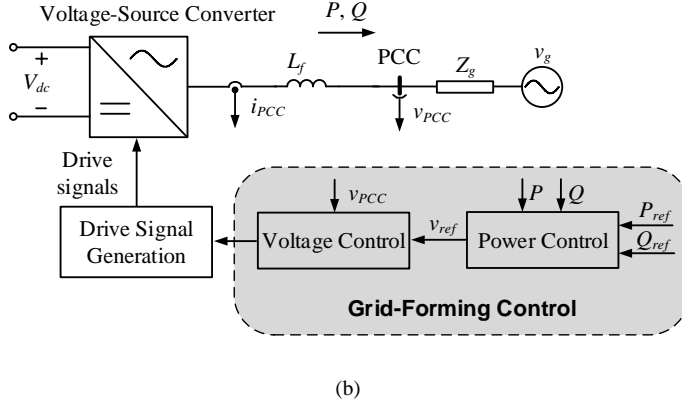 Voltage-Source Converter
P, Q
+
V_dc
−
L_f
PCC
Z_g
v_g
i_PCC
v_PCC
Drive
signals
Drive Signal
Generation
v_PCC
Voltage Control
v_ref
P
Q
Power Control
P_ref
Q_ref
Grid-Forming Control
(b)